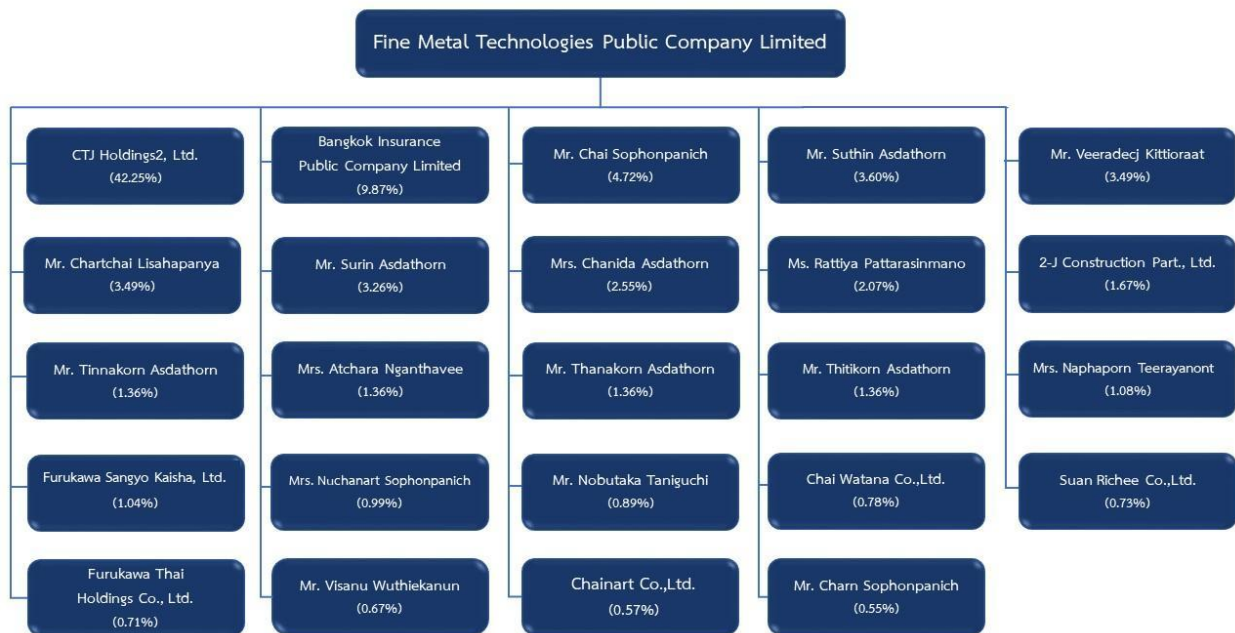 Fine Metal Technologies Public Company Limited
CTJ Holdings2, Ltd.
(42.25%)
Bangkok Insurance
Public Company Limited
(9.87%)
Mr. Chai Sophonpanich
(4.72%)
Mr. Suthin Asdathorn
(3.60%)
Mr. Veeradecj Kittioraat
(3.49%)
Mr. Chartchai Lisahapanya
(3.49%)
Mr. Surin Asdathorn
(3.26%)
Mrs. Chanida Asdathorn
(2.55%)
Ms. Rattiya Pattarasinmano
(2.07%)
2-J Construction Part., Ltd.
(1.67%)
Mr. Tinnakorn Asdathorn
(1.36%)
Mrs. Atchara Nganthavee
(1.36%)
Mr. Thanakorn Asdathorn
(1.36%)
Mr. Thitikorn Asdathorn
(1.36%)
Mrs. Naphaporn Teerayanont
(1.08%)
Furukawa Sangyo Kaisha, Ltd.
(1.04%)
Mrs. Nuchanart Sophonpanich
(0.99%)
Mr. Nobutaka Taniguchi
(0.89%)
Chai Watana Co.,Ltd.
(0.78%)
Suan Richee Co.,Ltd.
(0.73%)
Furukawa Thai
Holdings Co., Ltd.
(0.71%)
Mr. Visanu Wuthiekanun
(0.67%)
Chainart Co.,Ltd.
(0.57%)
Mr. Charn Sophonpanich
(0.55%)